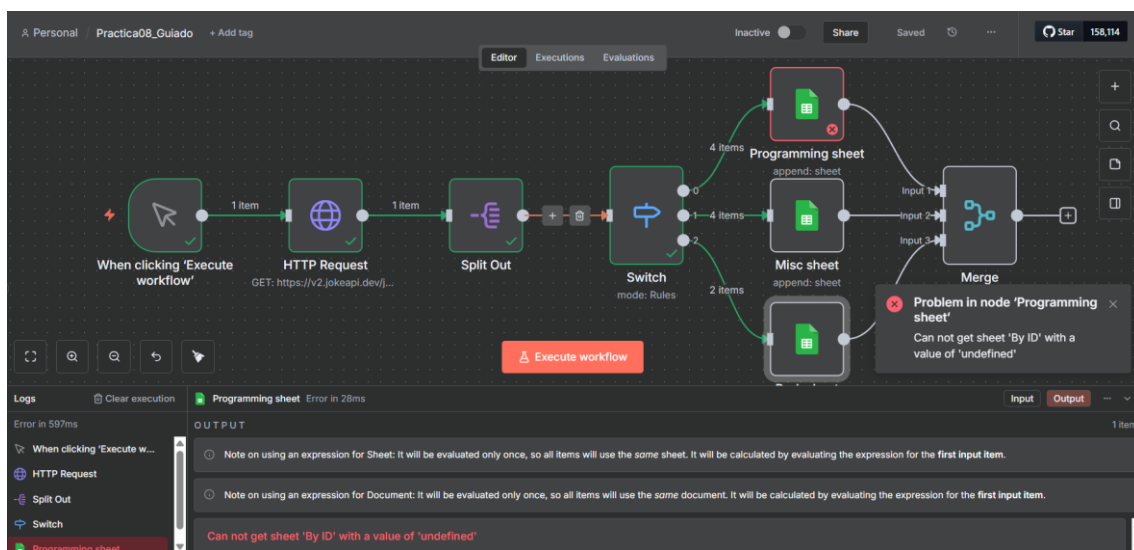 Personal / Practica08_Guiado + Add tag
Inactive Share Saved ... Star 158,114
Editor Executions Evaluations
4 items
Programming sheet
append: sheet
1 item
1 item
0
1
4 items
2
Input 1
Input 2
Input 3
When clicking ‘Execute
workflow’
HTTP Request
GET: https://v2.jokeapi.dev/j...
Split Out
Switch
mode: Rules
2 items
Misc sheet
append: sheet
Merge
Problem in node ‘Programming
sheet‘
Can not get sheet 'By ID' with a
value of 'undefined'
Execute workflow
Logs Clear execution
Programming sheet Error in 28ms
Input Output ...
Error in 597ms
OUTPUT
1 item
When clicking ‘Execute w...
HTTP Request
Split Out
Switch
Programming sheet
Note on using an expression for Sheet: It will be evaluated only once, so all items will use the same sheet. It will be calculated by evaluating the expression for the first input item.
Note on using an expression for Document: It will be evaluated only once, so all items will use the same document. It will be calculated by evaluating the expression for the first input item.
Can not get sheet 'By ID' with a value of 'undefined'